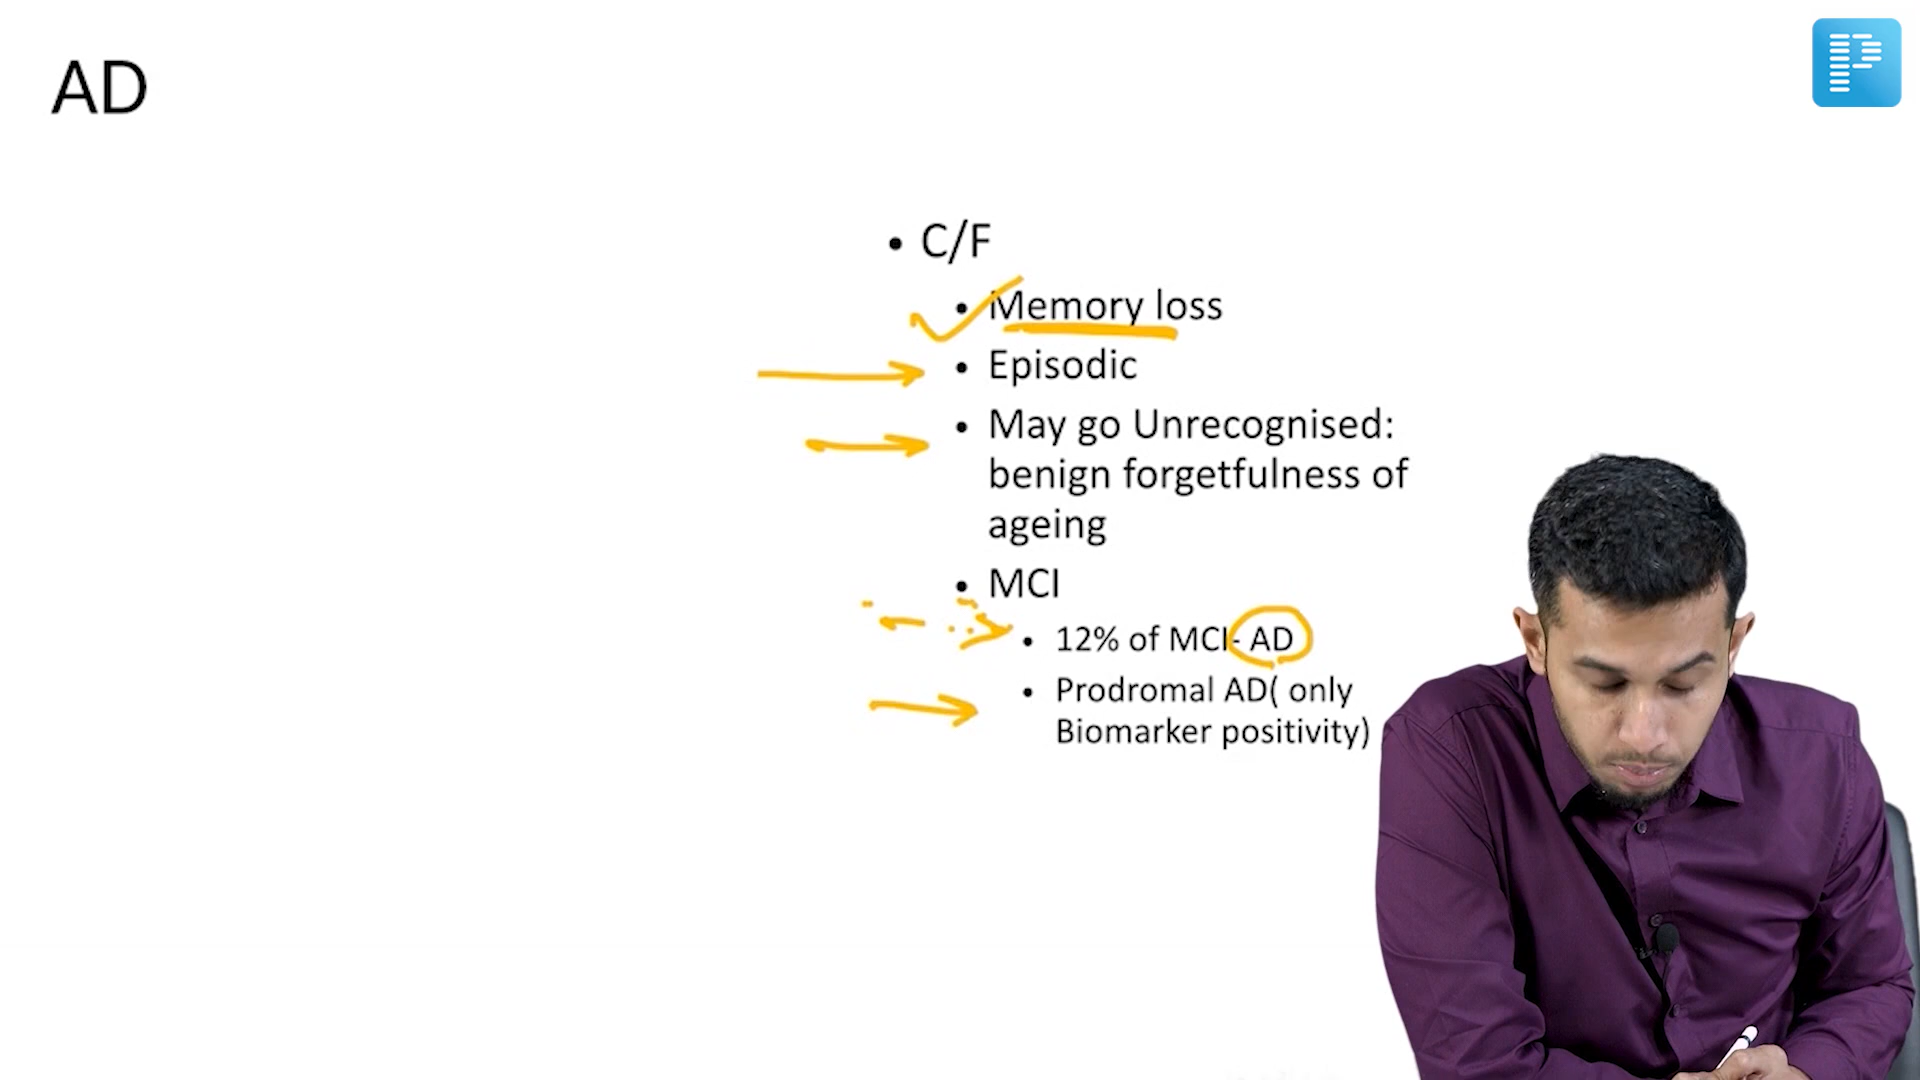 AD
• C/F
• Memory loss
• Episodic
• May go Unrecognised:
benign forgetfulness of
ageing
• MCI
• 12% of MCI- AD
• Prodromal AD( only
Biomarker positivity)